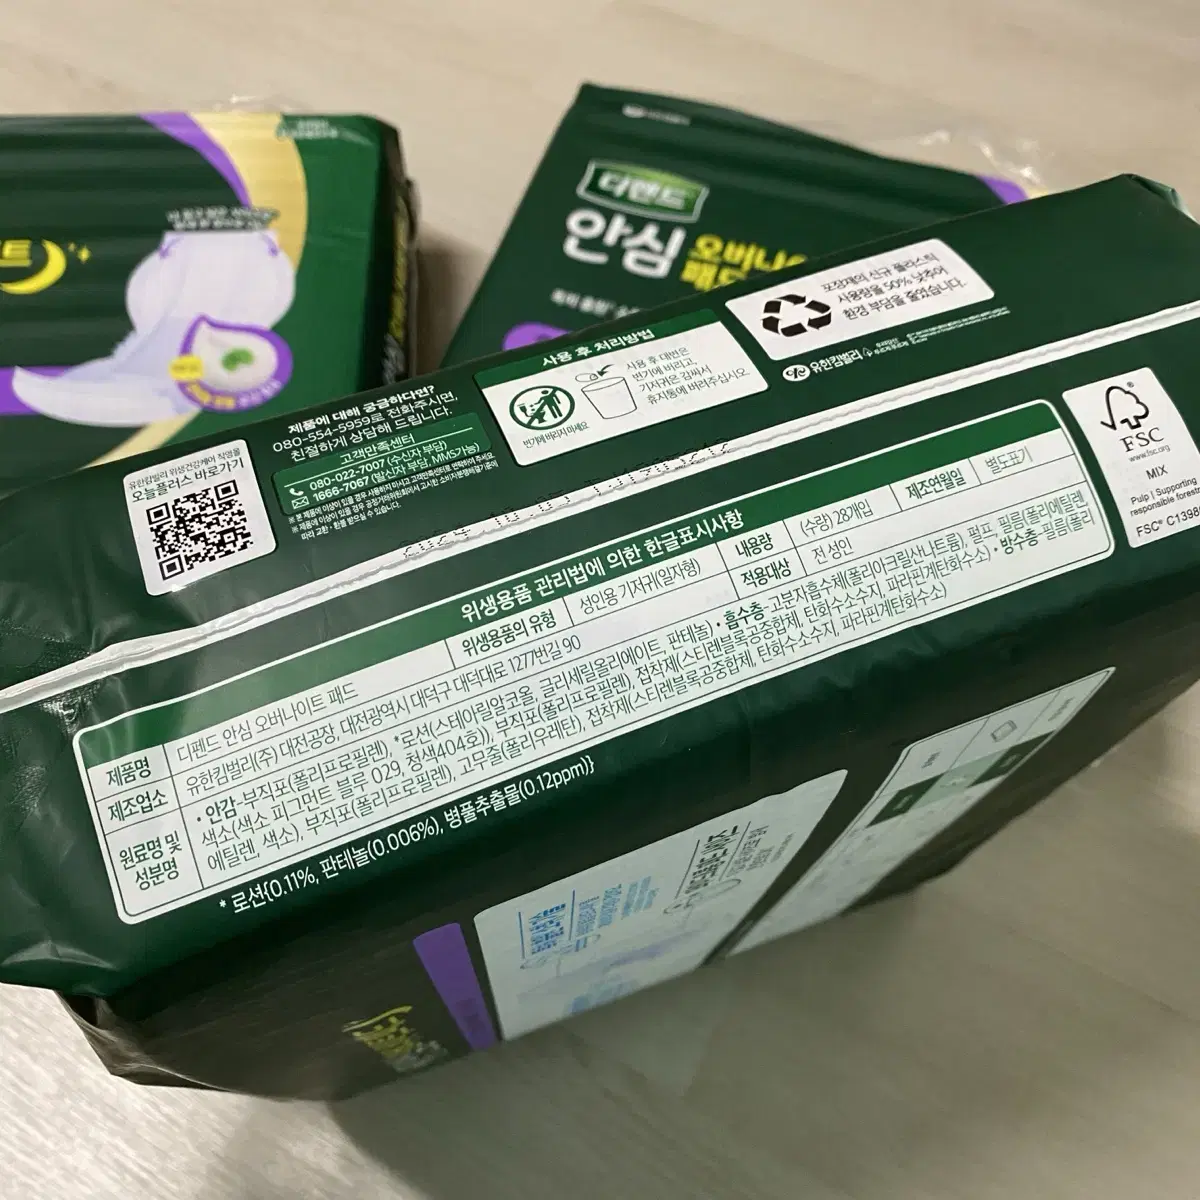 디펜드
안심
오버나이
패드
포장재의 신규 플라스틱
사용량을 50% 낮추어
환경 부담을 줄였습니다.
유한킴벌리
사용 후 처리방법
사용 후 대변은
변기에 버리고,
기저귀은 감싸서
휴지통에 버려주십시오.
변기에 버리지 마세요
제품에 대해 궁금하다면?
080-554-5959로 전화주시면,
친절하게 상담해 드립니다.
고객만족센터
080-022-7007 (수신자 부담)
1666-7067 (발신자 부담, MMS가능)
유한킴벌리 위생건강케어 직영몰
오늘플러스 바로가기
FSC
www.fsc.org
MIX
Pulp | Supporting
responsible forest
FSC® C1398
위생용품 관리법에 의한 한글표시사항
제품명 디펜드 안심 오버나이트 패드 위생용품의 유형 성인용 기저귀(일자형) 내용량 (수량) 28개입 제조연월일 별도표기
제조업소 유한킴벌리(주) 대전공장, 대전광역시 대덕구 대덕대로 1277번길 90 적용대상 전 성인
원료명 및 성분명
• 안감-부직포(폴리프로필렌), *로션(스테아릴알코올, 글리세릴올리에이트, 판테놀) • 흡수층-고분자흡수체(폴리아크릴산나트륨), 펄프, 필름(폴리에틸렌,
색소(색소 피그먼트 블루 029, 청색404호)), 부직포(폴리프로필렌), 접착제(스티렌블록공중합체, 탄화수소수지, 파라핀계탄화수소) • 방수층-필름(폴리
에틸렌, 색소), 부직포(폴리프로필렌), 고무줄(폴리우레탄), 접착제(스티렌블록공중합체, 탄화수소수지, 파라핀계탄화수소)
* 로션{0.11%, 판테놀(0.006%), 병풀추출물(0.12ppm)}